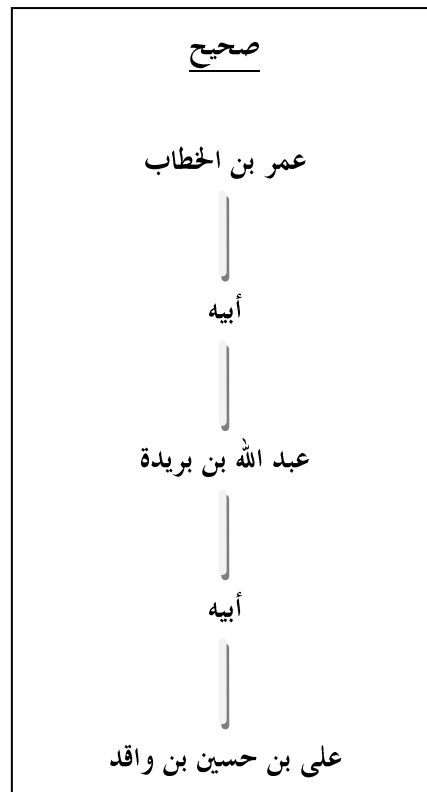 صحيح
عمر بن الخطاب
أبيه
عبد الله بن بريدة
أبيه
على بن حسين بن واقد